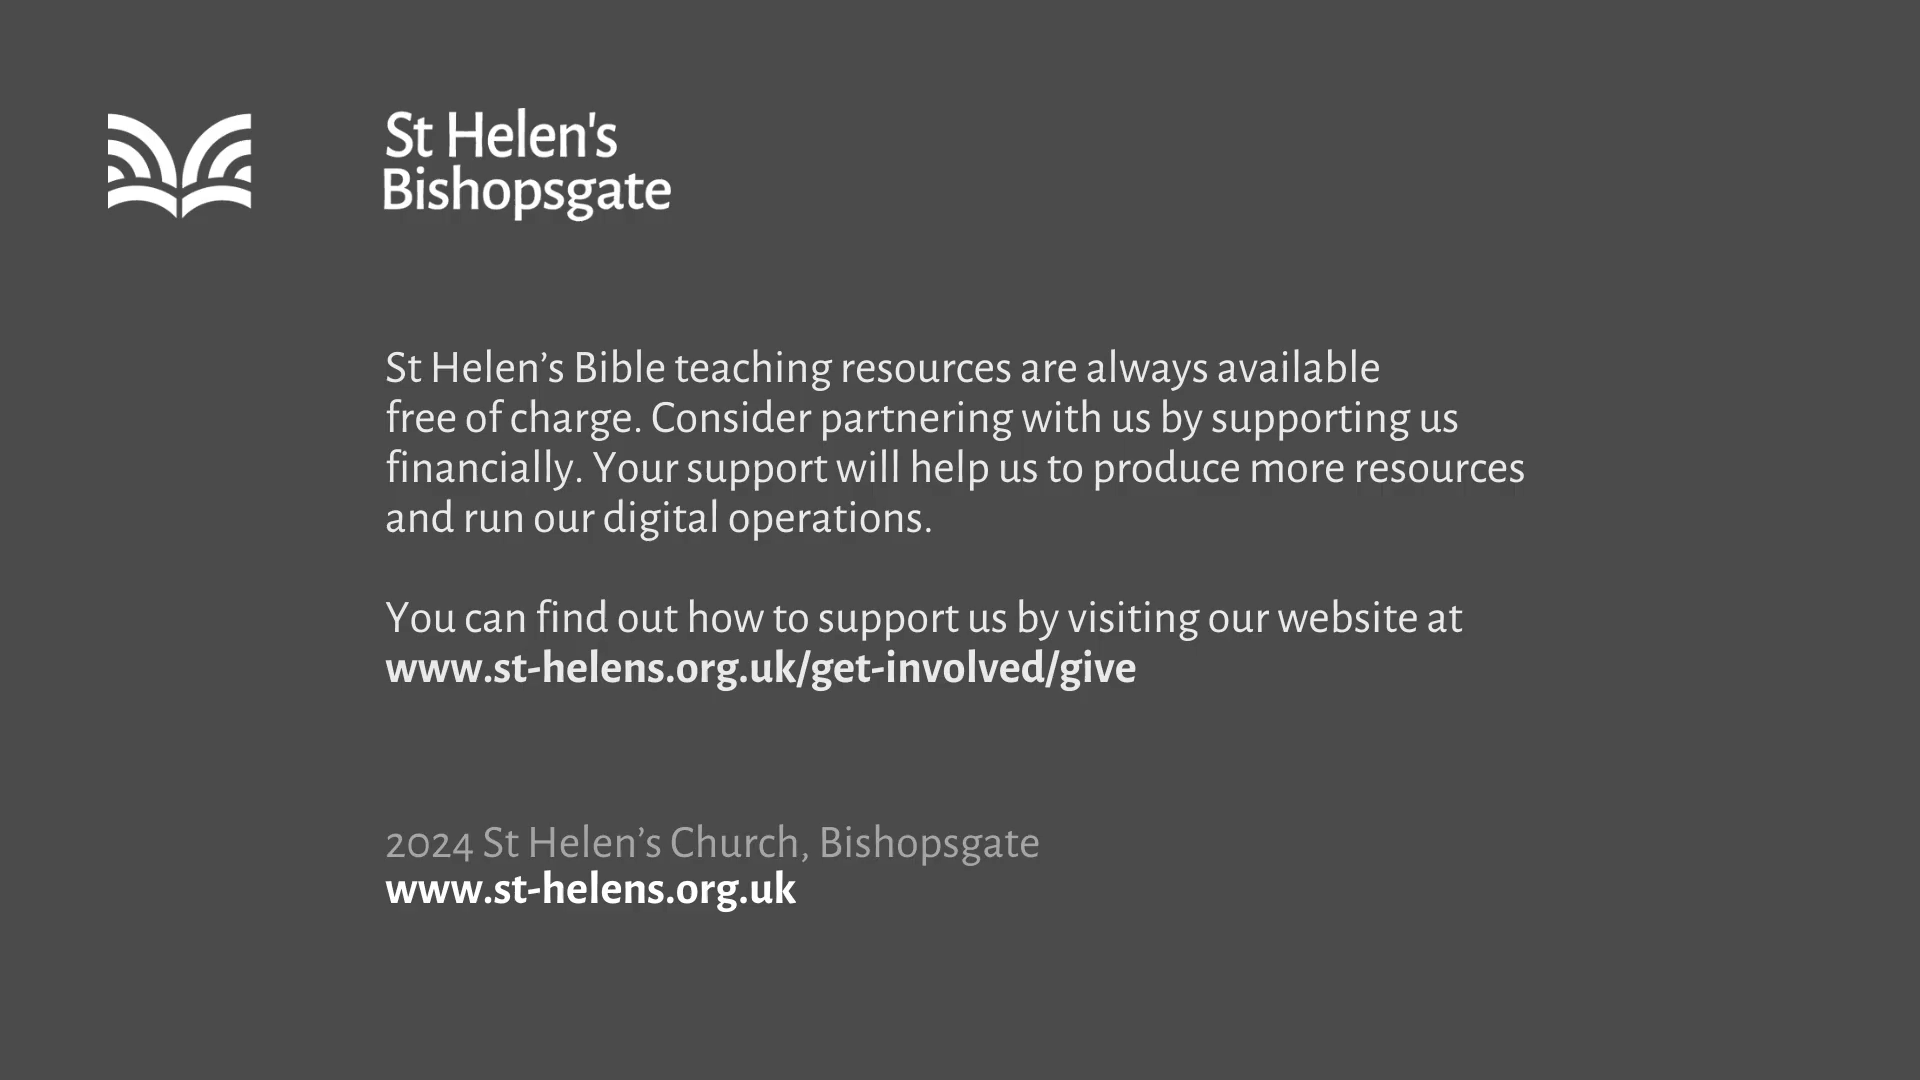 St Helen's
Bishopsgate
St Helen’s Bible teaching resources are always available
free of charge. Consider partnering with us by supporting us
financially. Your support will help us to produce more resources
and run our digital operations.
You can find out how to support us by visiting our website at
www.st-helens.org.uk/get-involved/give
2024 St Helen’s Church, Bishopsgate
www.st-helens.org.uk